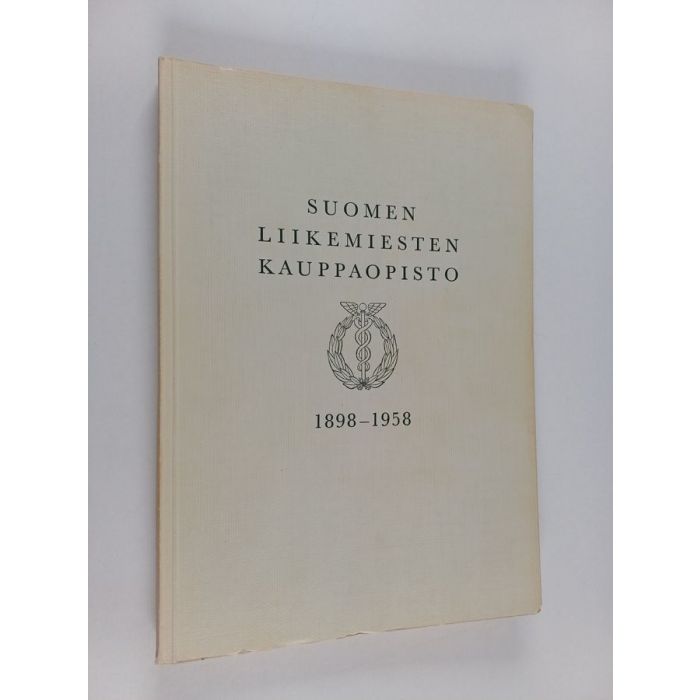 SUOMEN
LIIKEMIESTEN
KAUPPAOPISTO
1898–1958